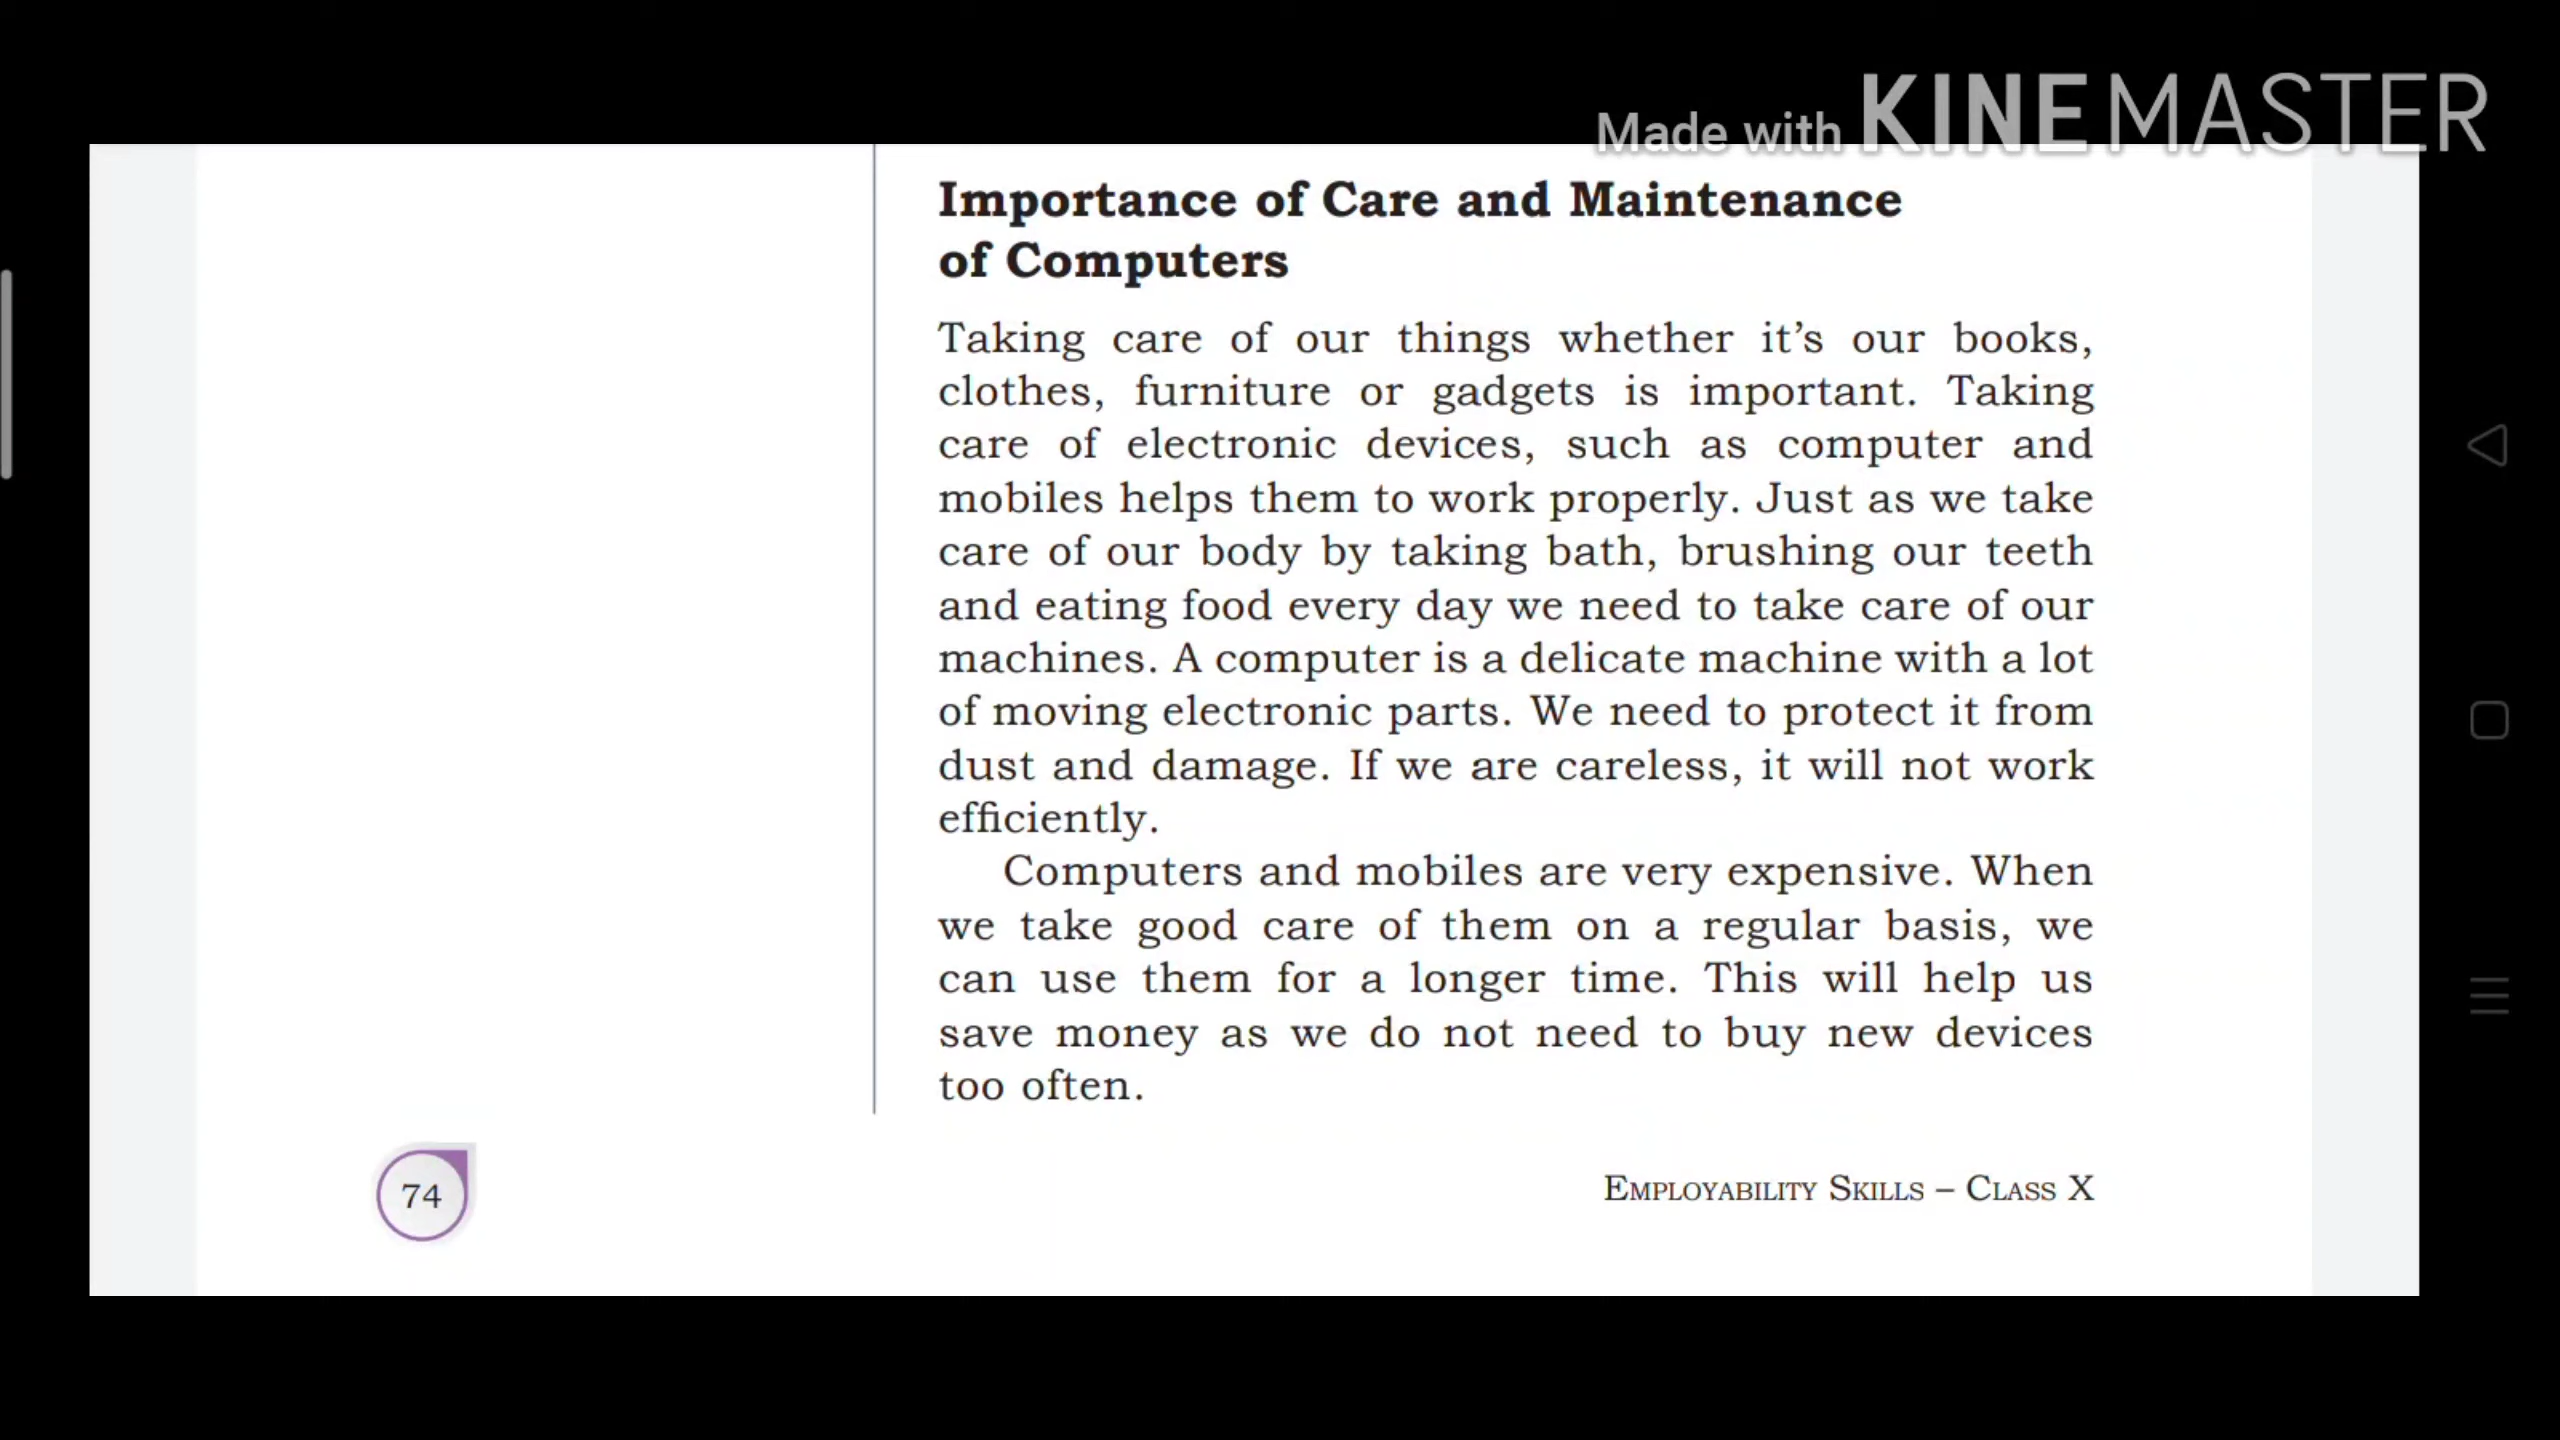 Made with KINEMASTER
Importance of Care and Maintenance
of Computers
Taking care of our things whether it's our books,
clothes, furniture or gadgets is important. Taking
care of electronic devices, such as computer and
mobiles helps them to work properly. Just as we take
care of our body by taking bath, brushing our teeth
and eating food every day we need to take care of our
machines. A computer is a delicate machine with a lot
of moving electronic parts. We need to protect it from
dust and damage. If we are careless, it will not work
efficiently.
Computers and mobiles are very expensive. When
we take good care of them on a regular basis, we
can use them for a longer time. This will help us
save money as we do not need to buy new devices
too often.
74
Employability Skills – Class X